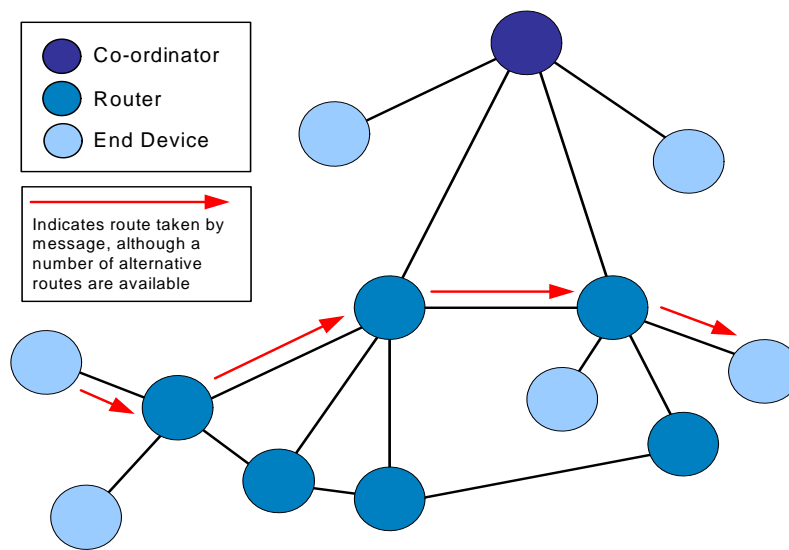 Co-ordinator
Router
End Device
Indicates route taken by
message, although a
number of alternative
routes are available